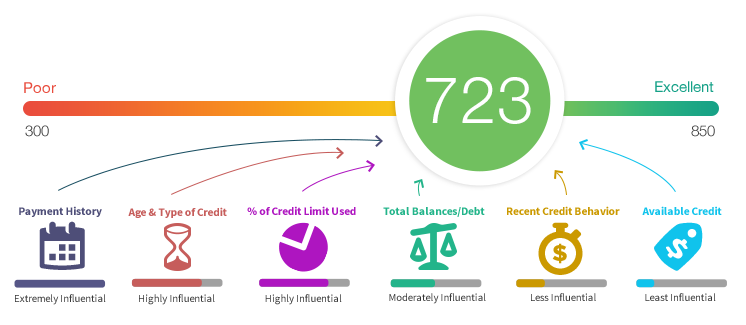 Poor
Excellent
723
300
850
Payment History
Age & Type of Credit
% of Credit Limit Used
Total Balances/Debt
Recent Credit Behavior
Available Credit
$
$
Extremely Influential
Highly Influential
Highly Influential
Moderately Influential
Less Influential
Least Influential